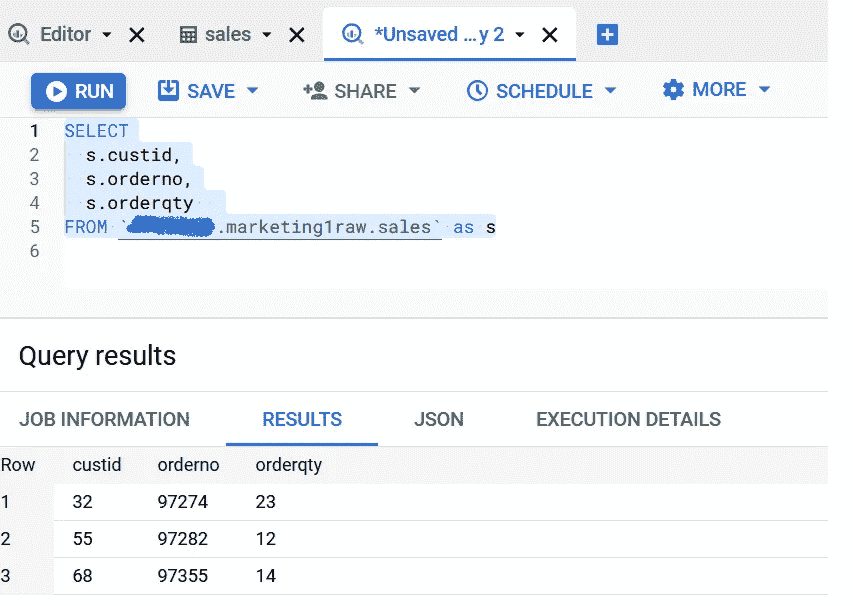 Editor sales *Unsaved ...y 2
RUN SAVE SHARE SCHEDULE MORE
1 SELECT
2 s.custid,
3 s.orderno,
4 s.orderqty
5 FROM ` .marketing1raw.sales` as s
6
Query results
JOB INFORMATION RESULTS JSON EXECUTION DETAILS
Row custid orderno orderqty
1 32 97274 23
2 55 97282 12
3 68 97355 14